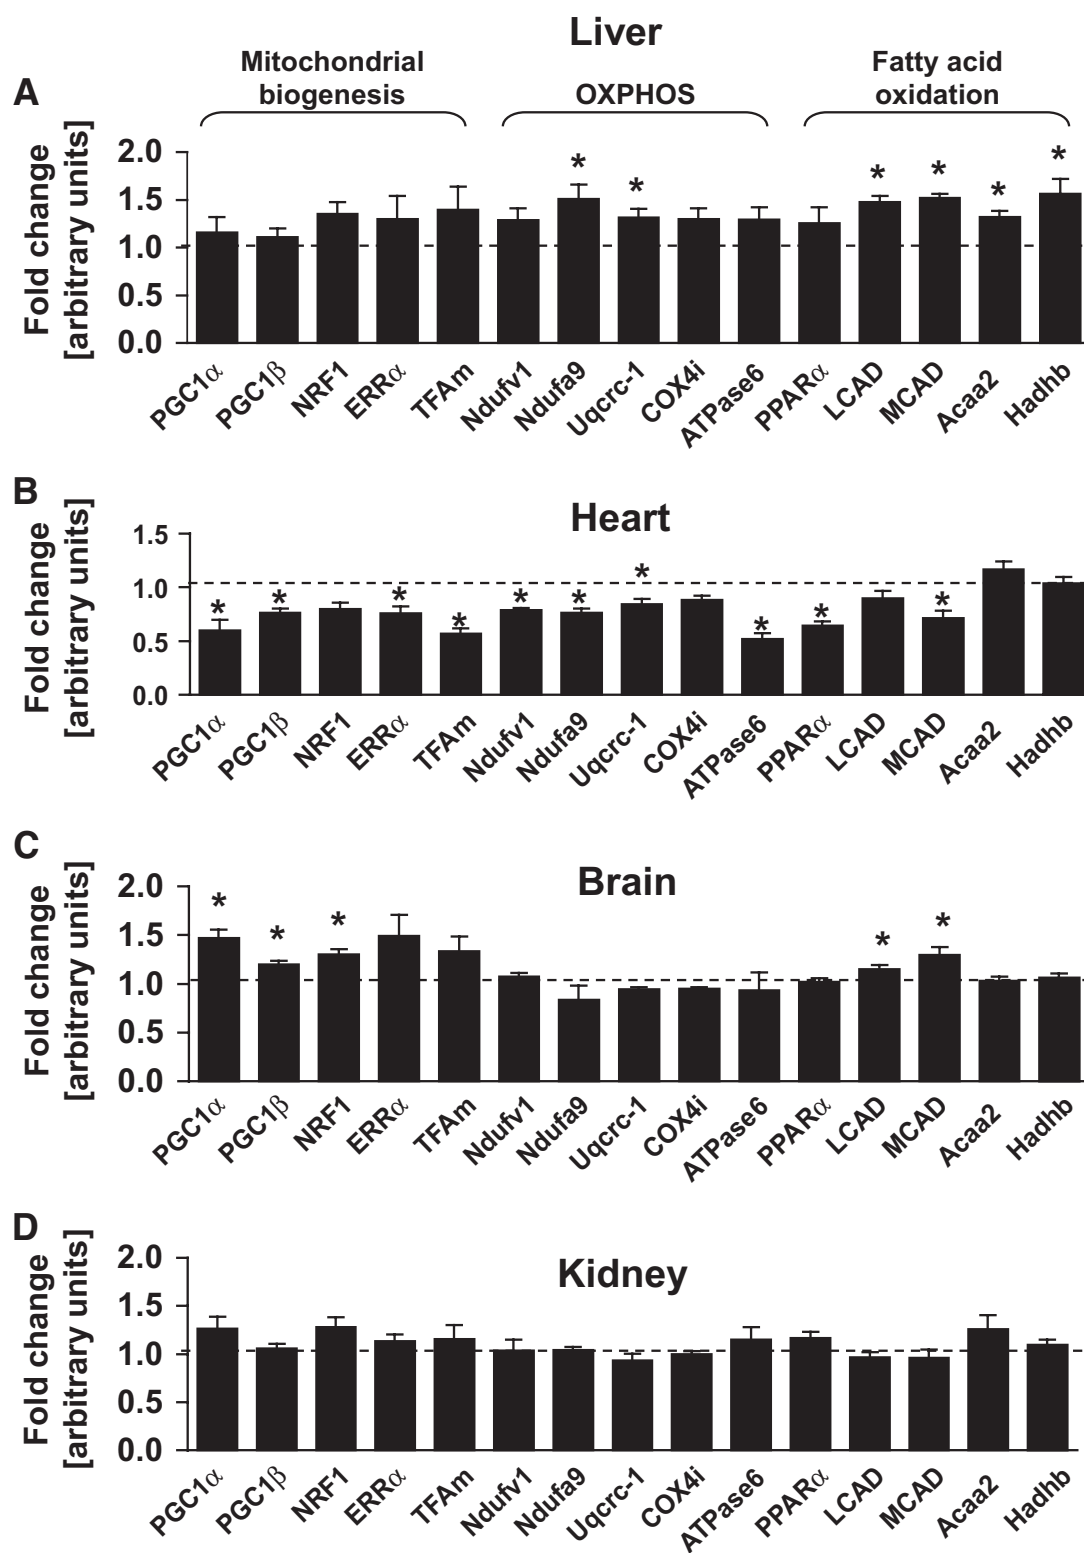 Liver
A
Mitochondrial
biogenesis
OXPHOS
Fatty acid
oxidation
Fold change
[arbitrary units]
2.0
1.5
1.0
0.5
0.0
* * * * * *
PGC1α PGC1β NRF1 ERRα TFAm Ndufv1 Ndufa9 Uqcrc-1 COX4i ATPase6 PPARα LCAD MCAD Acaa2 Hadhb
B
Heart
Fold change
[arbitrary units]
1.5
1.0
0.5
0.0
* * * * * * * * * *
PGC1α PGC1β NRF1 ERRα TFAm Ndufv1 Ndufa9 Uqcrc-1 COX4i ATPase6 PPARα LCAD MCAD Acaa2 Hadhb
C
Brain
Fold change
[arbitrary units]
2.0
1.5
1.0
0.5
0.0
* * * * *
PGC1α PGC1β NRF1 ERRα TFAm Ndufv1 Ndufa9 Uqcrc-1 COX4i ATPase6 PPARα LCAD MCAD Acaa2 Hadhb
D
Kidney
Fold change
[arbitrary units]
2.0
1.5
1.0
0.5
0.0
PGC1α PGC1β NRF1 ERRα TFAm Ndufv1 Ndufa9 Uqcrc-1 COX4i ATPase6 PPARα LCAD MCAD Acaa2 Hadhb